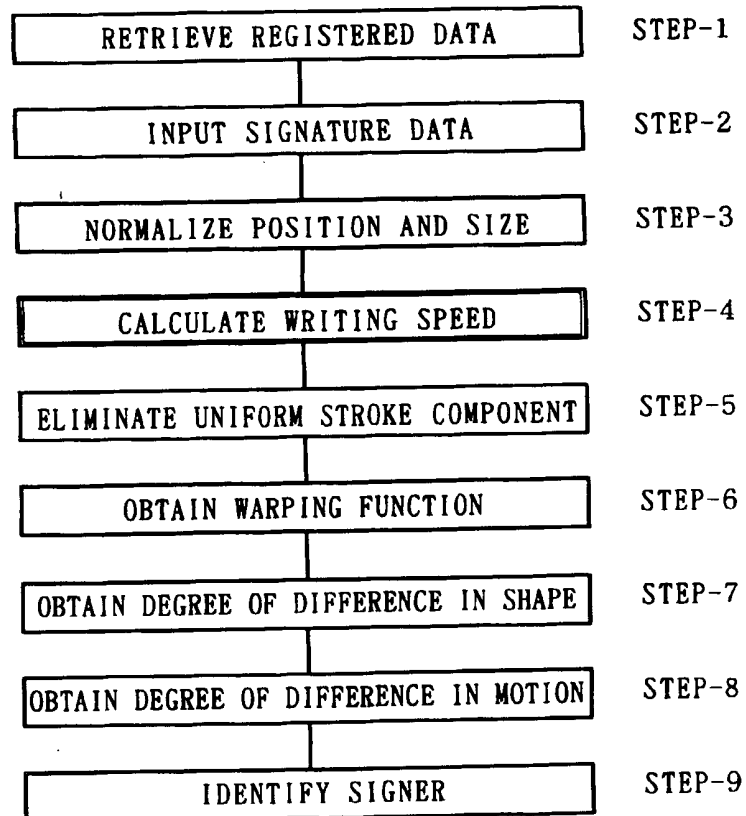 RETRIEVE REGISTERED DATA STEP-1
INPUT SIGNATURE DATA STEP-2
NORMALIZE POSITION AND SIZE STEP-3
CALCULATE WRITING SPEED STEP-4
ELIMINATE UNIFORM STROKE COMPONENT STEP-5
OBTAIN WARPING FUNCTION STEP-6
OBTAIN DEGREE OF DIFFERENCE IN SHAPE STEP-7
OBTAIN DEGREE OF DIFFERENCE IN MOTION STEP-8
IDENTIFY SIGNER STEP-9